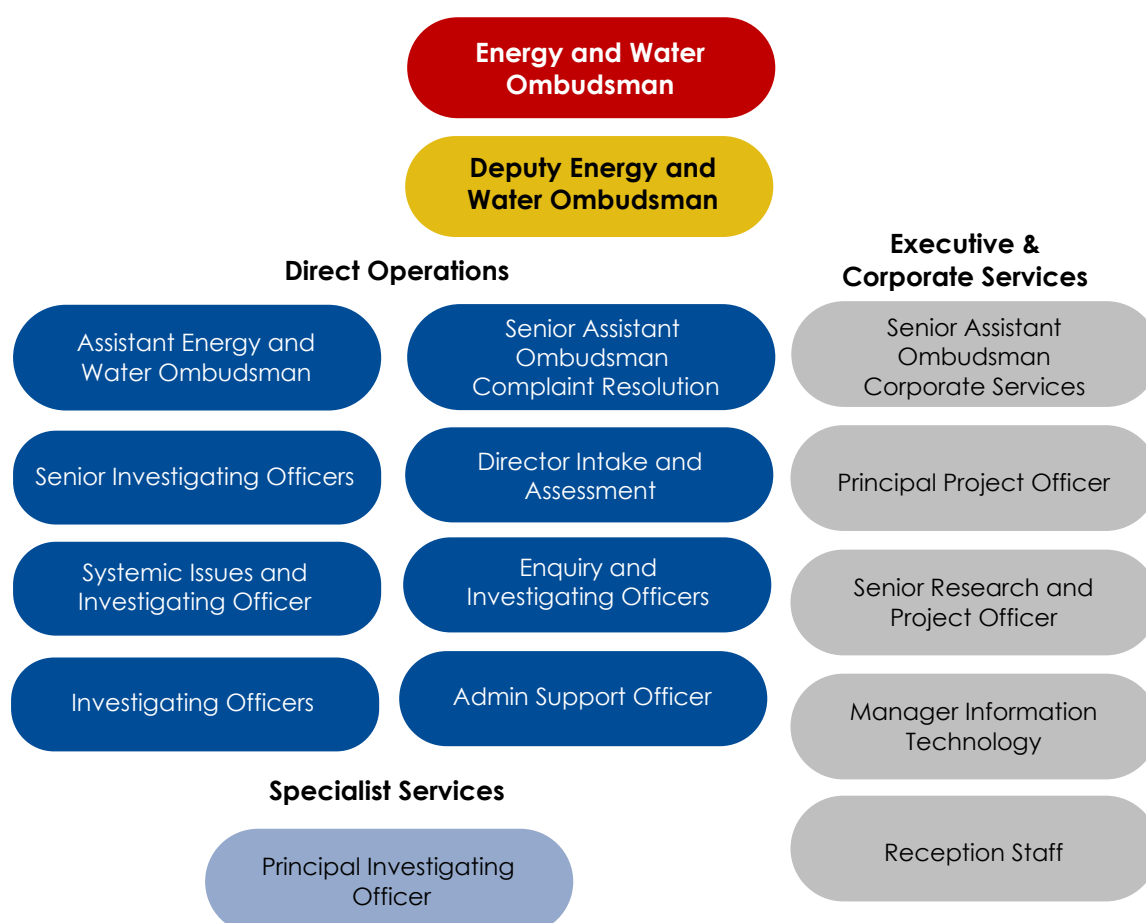 Energy and Water
Ombudsman
Deputy Energy and
Water Ombudsman
Direct Operations
Assistant Energy and
Water Ombudsman
Senior Investigating Officers
Systemic Issues and
Investigating Officer
Investigating Officers
Senior Assistant
Ombudsman
Complaint Resolution
Director Intake and
Assessment
Enquiry and
Investigating Officers
Admin Support Officer
Specialist Services
Principal Investigating
Officer
Executive &
Corporate Services
Senior Assistant
Ombudsman
Corporate Services
Principal Project Officer
Senior Research and
Project Officer
Manager Information
Technology
Reception Staff